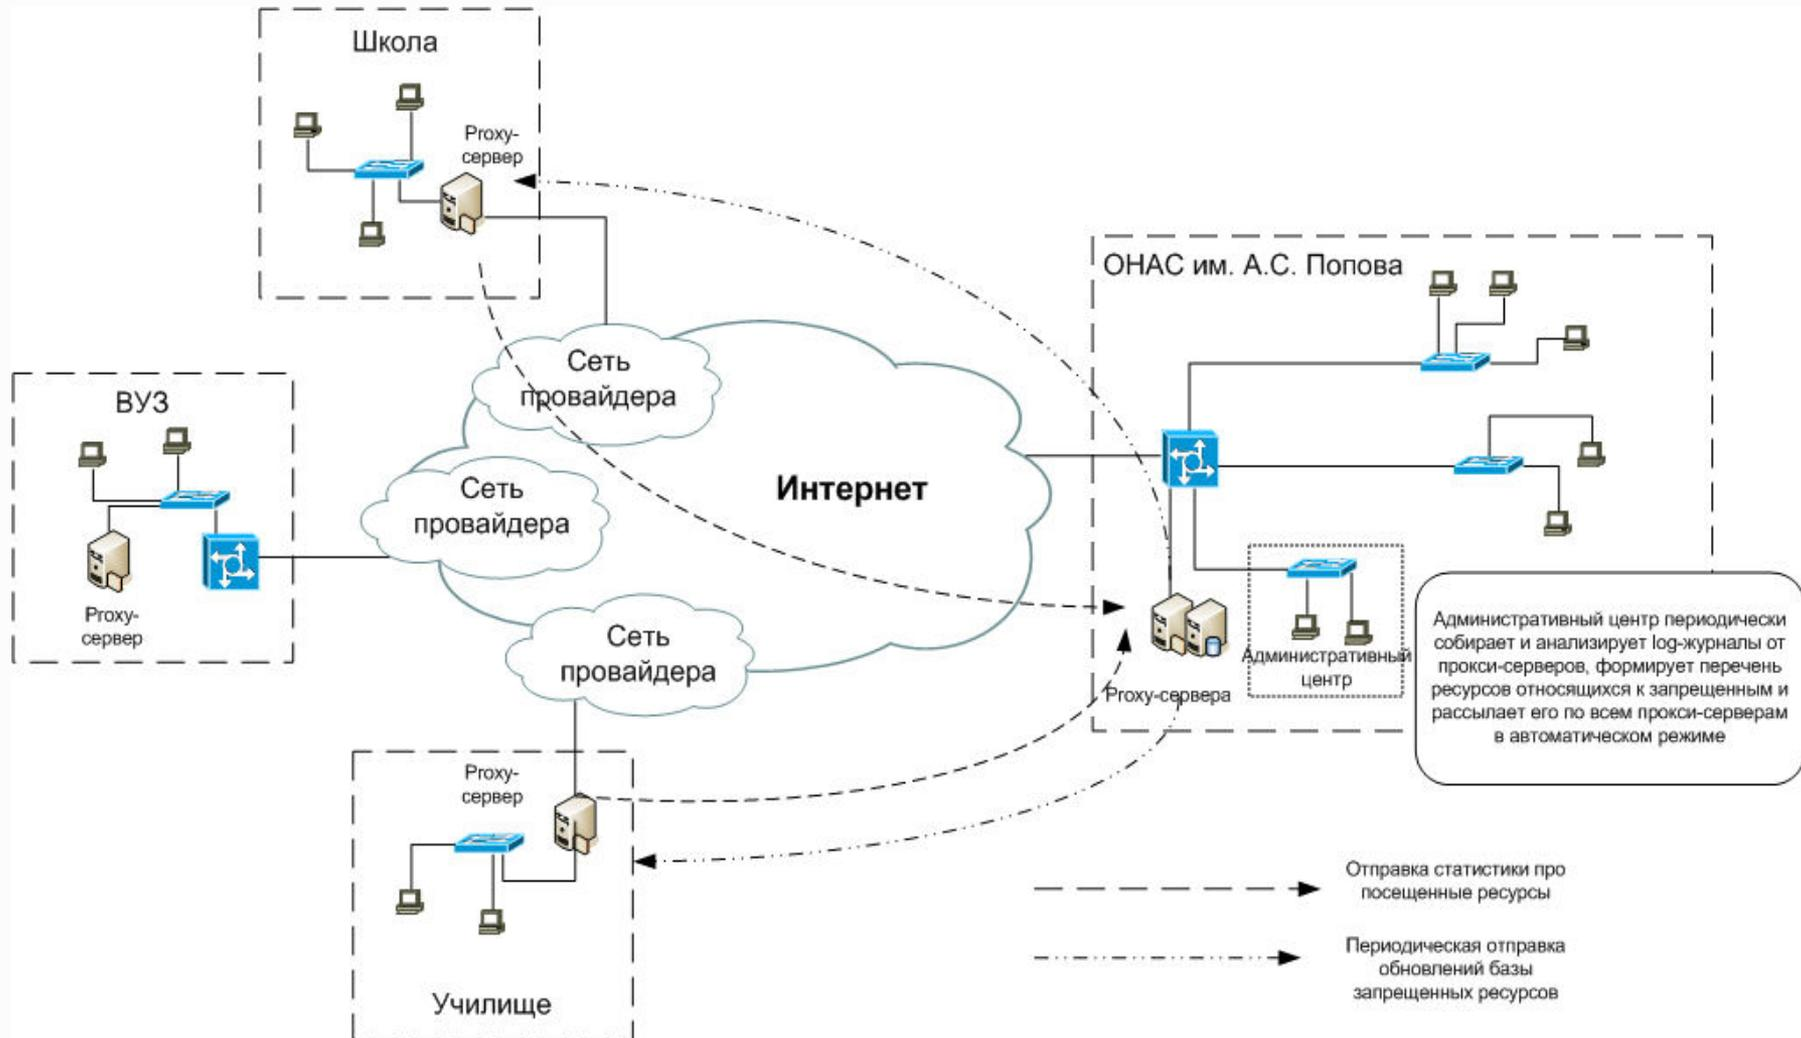 Школа
Proxy-
сервер
ОНАС им. А.С. Попова
Сеть
провайдера
ВУЗ
Интернет
Сеть
провайдера
Proxy-
сервер
Сеть
провайдера
Административный
центр
Proxy-сервера
Административный центр периодически
собирает и анализирует log-журналы от
прокси-серверов, формирует перечень
ресурсов относящихся к запрещенным и
рассылает его по всем прокси-серверам
в автоматическом режиме
Proxy-
сервер
Училище
Отправка статистики про
посещенные ресурсы
Периодическая отправка
обновлений базы
запрещенных ресурсов